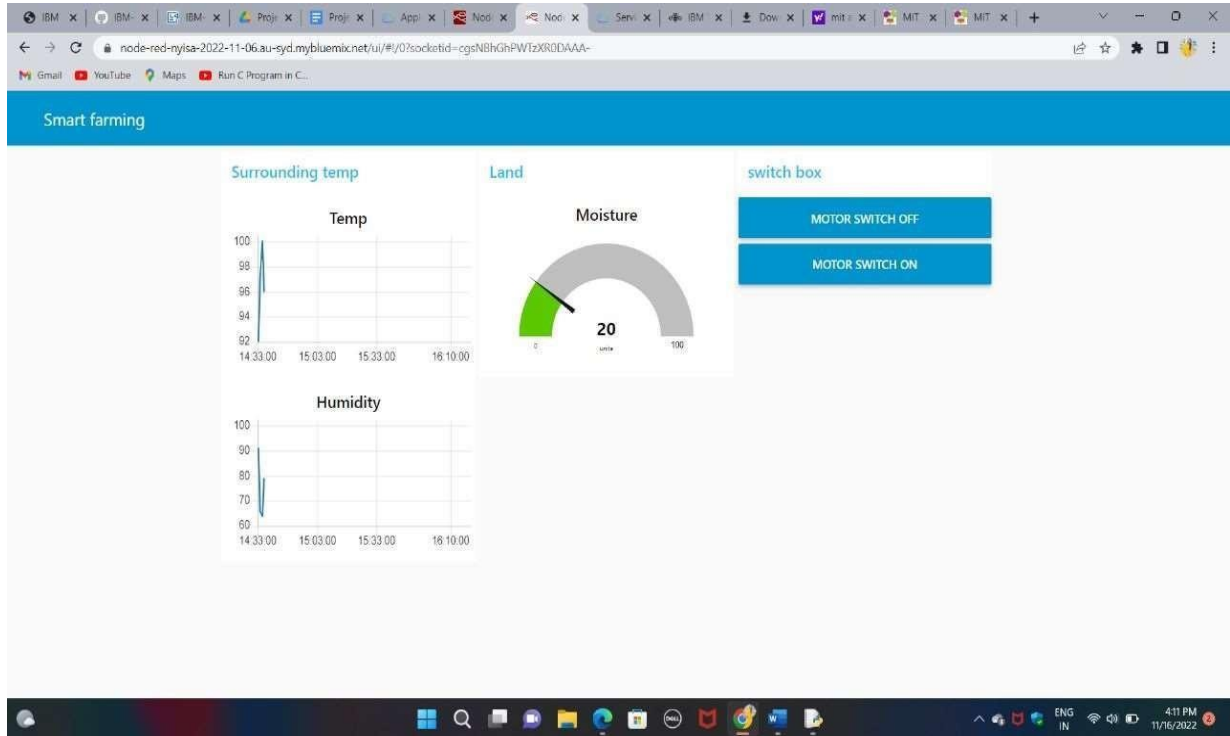 IBM
IBM-
IBM-
Proje
Proje
Appl
Nod
Nod
Servi
IBM
Dow
mit a
MIT
MIT
node-red-nyisa-2022-11-06.au-syd.mybluemix.net/ui/#!/0?socketid=cgsNBhGhPWTzXR0DAAA-
Gmail YouTube Maps Run C Program in C...
Smart farming
Surrounding temp
Temp
100
98
96
94
92
14:33:00 15:03:00 15:33:00 16:10:00
Humidity
100
90
80
70
60
14:33:00 15:03:00 15:33:00 16:10:00
Land
Moisture
20
units
0 100
switch box
MOTOR SWITCH OFF
MOTOR SWITCH ON
ENG
IN
4:11 PM
11/16/2022
2